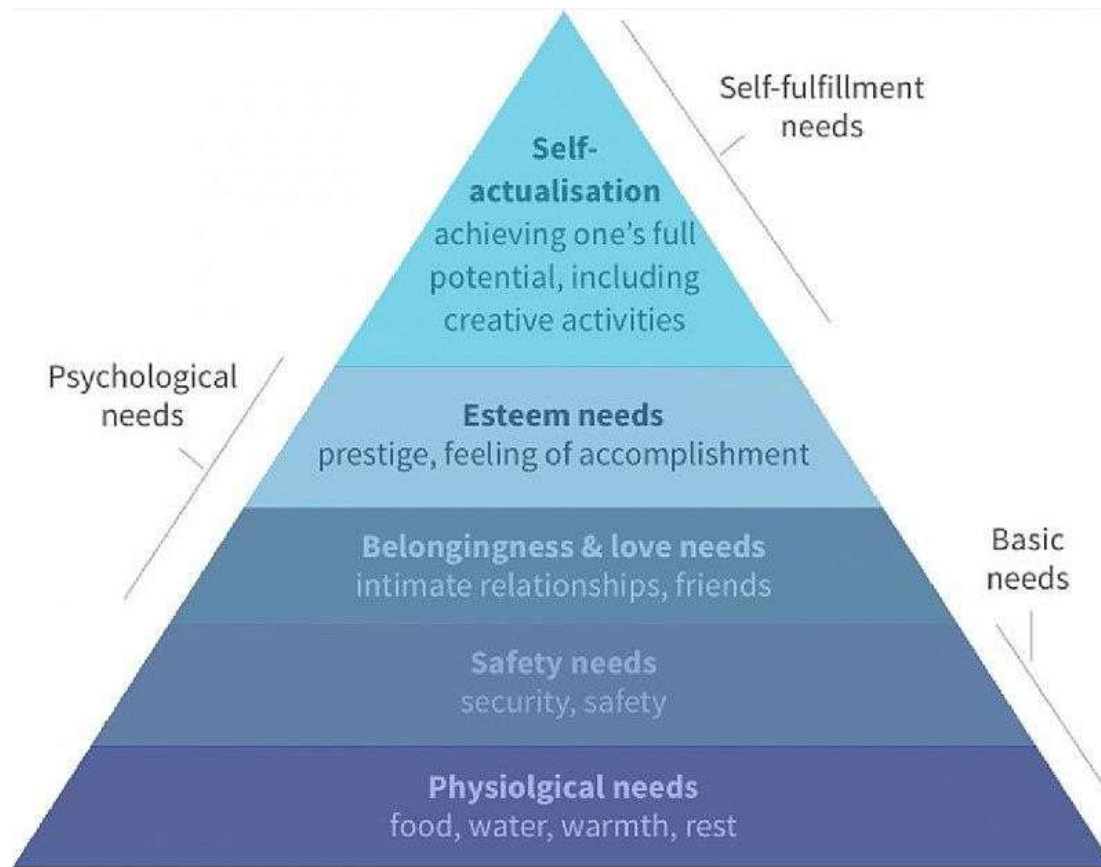 Self-fulfillment
needs
Self-
actualisation
achieving one's full
potential, including
creative activities
Psychological
needs
Esteem needs
prestige, feeling of accomplishment
Belongingness & love needs
intimate relationships, friends
Basic
needs
Safety needs
security, safety
Physiolgical needs
food, water, warmth, rest